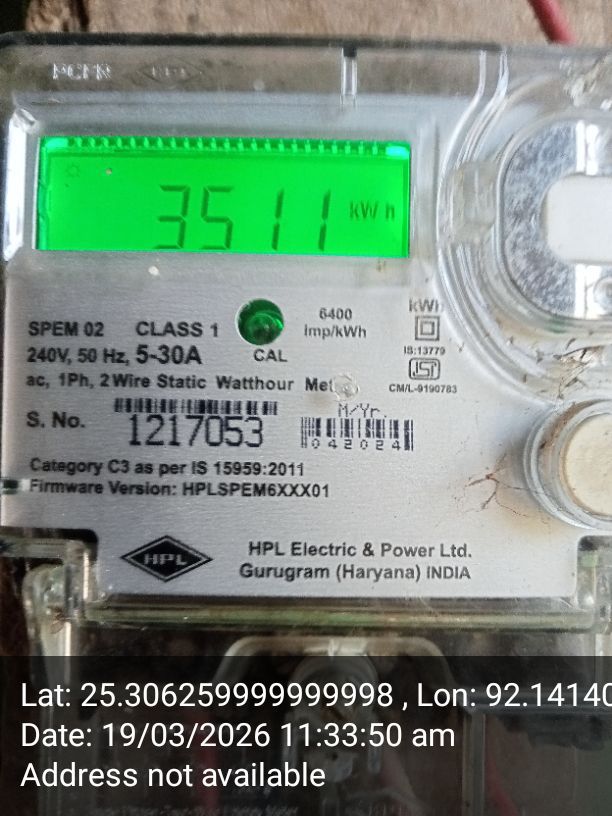 HPL
3511 kWh
6400
imp/kWh
kWh
SPEM 02 CLASS 1
CAL
240V, 50 Hz, 5-30A
IS:13779
ac, 1Ph, 2 Wire Static Watthour Met
CM/L-9190783
S. No. 1217053
M/Yr.
042024
Category C3 as per IS 15959:2011
Firmware Version: HPLSPEM6XXX01
HPL
HPL Electric & Power Ltd.
Gurugram (Haryana) INDIA
Lat: 25.306259999999998 , Lon: 92.14140
Date: 19/03/2026 11:33:50 am
Address not available